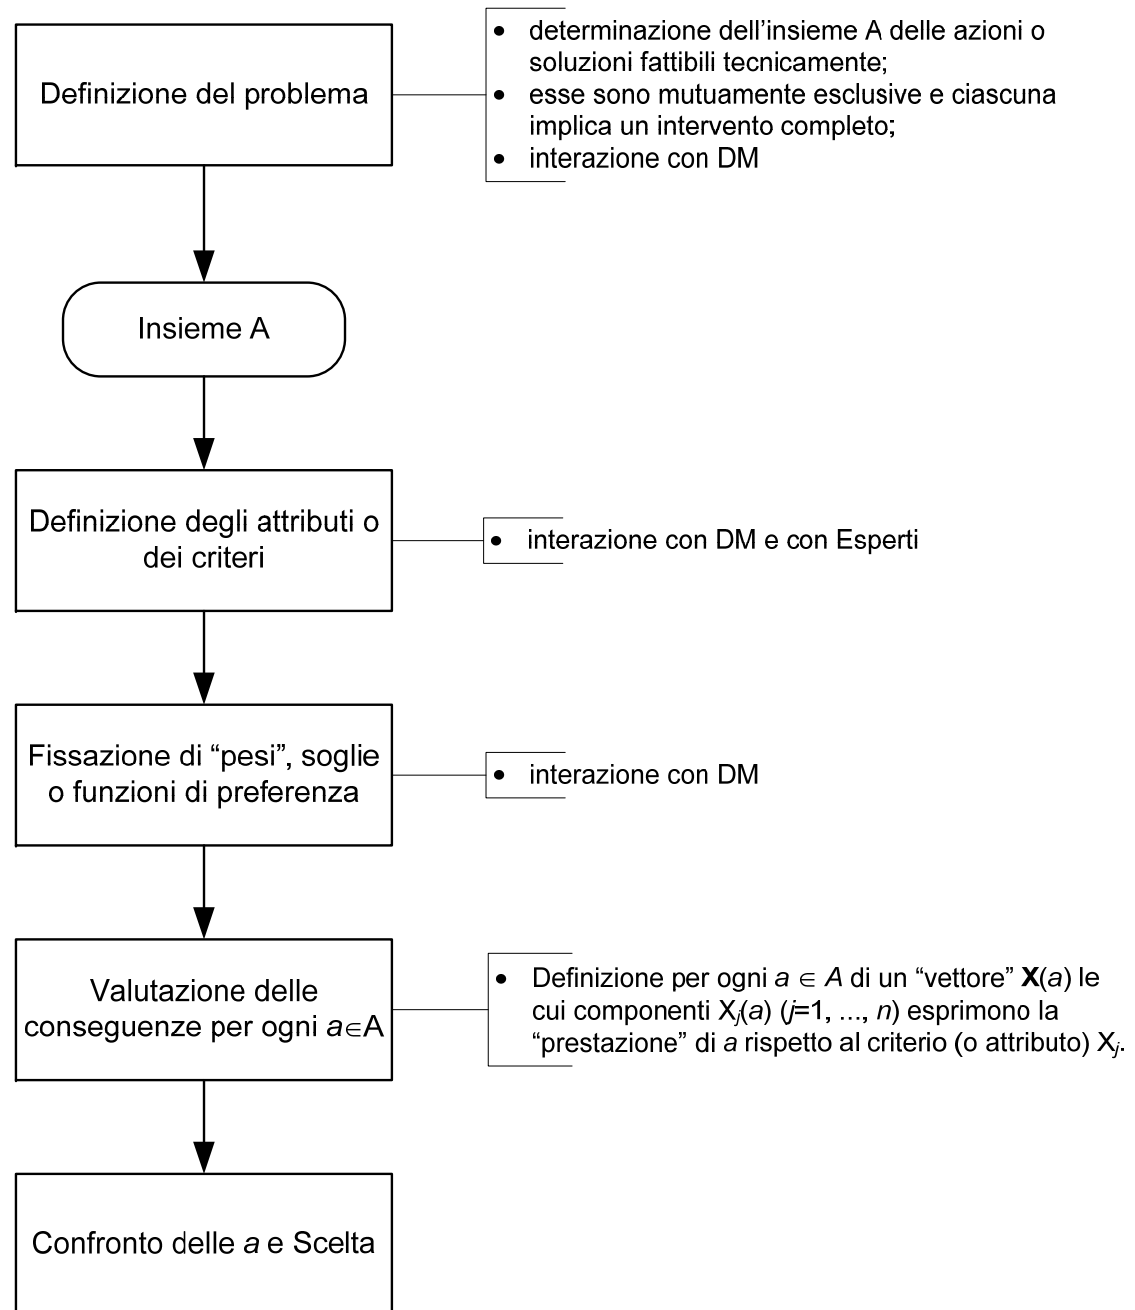 Definizione del problema
• determinazione dell'insieme A delle azioni o
soluzioni fattibili tecnicamente;
• esse sono mutuamente esclusive e ciascuna
implica un intervento completo;
• interazione con DM
Insieme A
Definizione degli attributi o
dei criteri
• interazione con DM e con Esperti
Fissazione di “pesi”, soglie
o funzioni di preferenza
• interazione con DM
Valutazione delle
conseguenze per ogni a∈A
• Definizione per ogni a ∈ A di un “vettore” X(a) le
cui componenti Xj(a) (j=1, ..., n) esprimono la
“prestazione” di a rispetto al criterio (o attributo) Xj.
Confronto delle a e Scelta